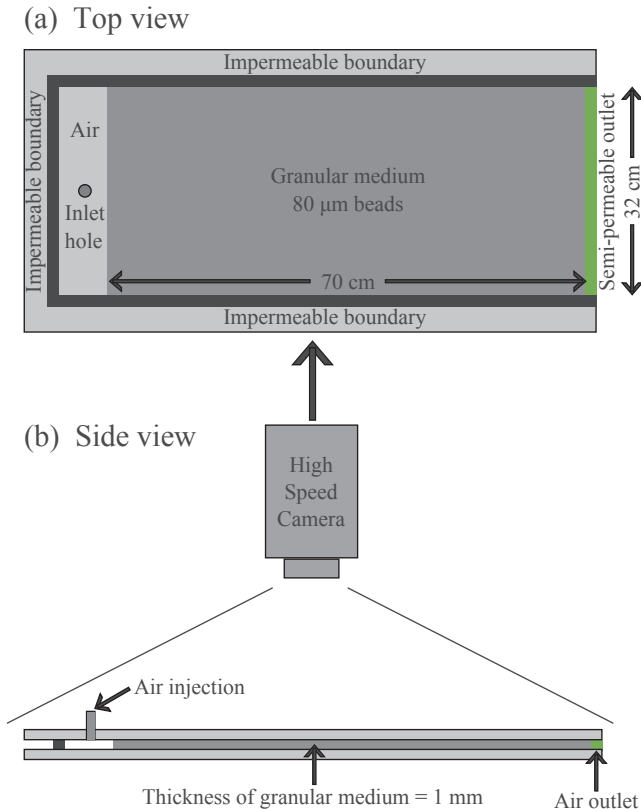 (a) Top view
Impermeable boundary
Impermeable boundary
Air
Inlet
hole
Granular medium
80 μm beads
70 cm
Semi-permeable outlet
32 cm
Impermeable boundary
(b) Side view
High
Speed
Camera
Air injection
Thickness of granular medium = 1 mm
Air outlet